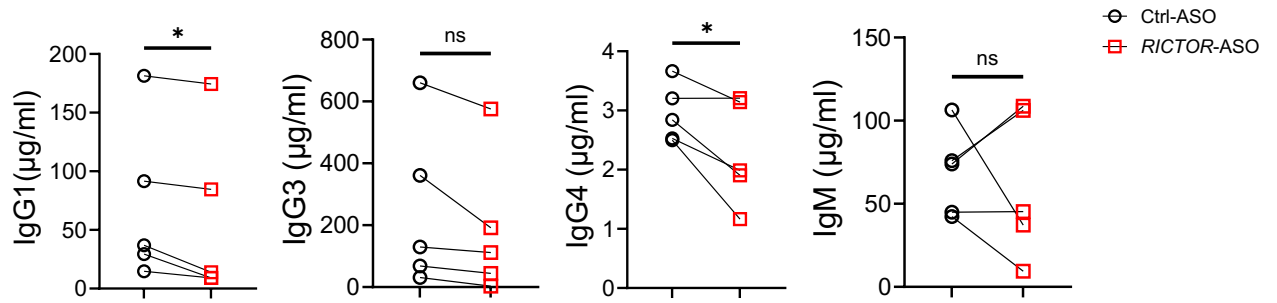 Ctrl-ASO
RICTOR-ASO
*
IgG1(µg/ml)
200
150
100
50
0
ns
IgG3 (µg/ml)
800
600
400
200
0
*
IgG4 (µg/ml)
4
3
2
1
0
ns
IgM (µg/ml)
150
100
50
0